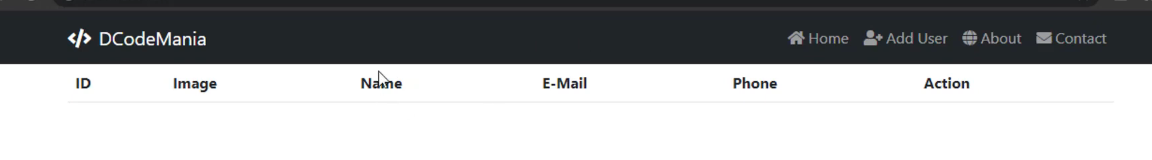 DCodeMania Home Add User About Contact
ID Image Name E-Mail Phone Action